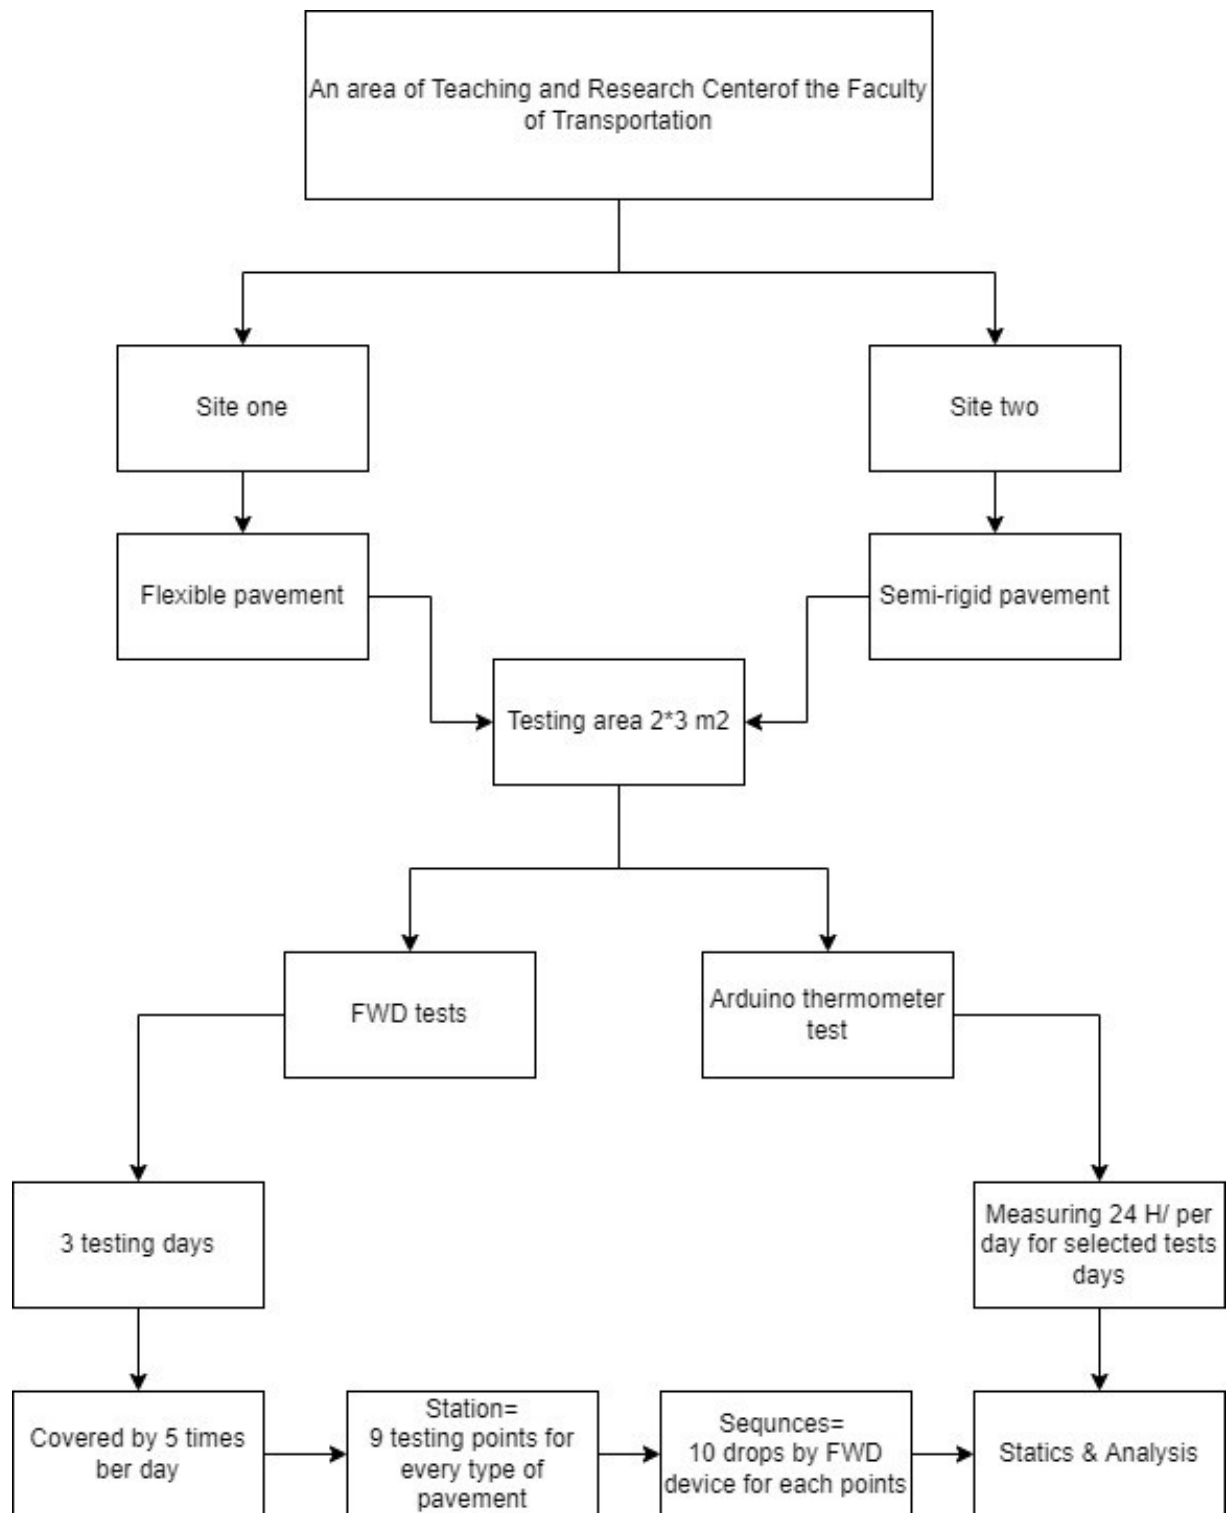 An area of Teaching and Research Centerof the Faculty
of Transportation
Site one
Site two
Flexible pavement
Semi-rigid pavement
Testing area 2*3 m2
FWD tests
Arduino thermometer
test
3 testing days
Measuring 24 H/ per
day for selected tests
days
Covered by 5 times
ber day
Station=
9 testing points for
every type of
pavement
Sequnces=
10 drops by FWD
device for each points
Statics & Analysis